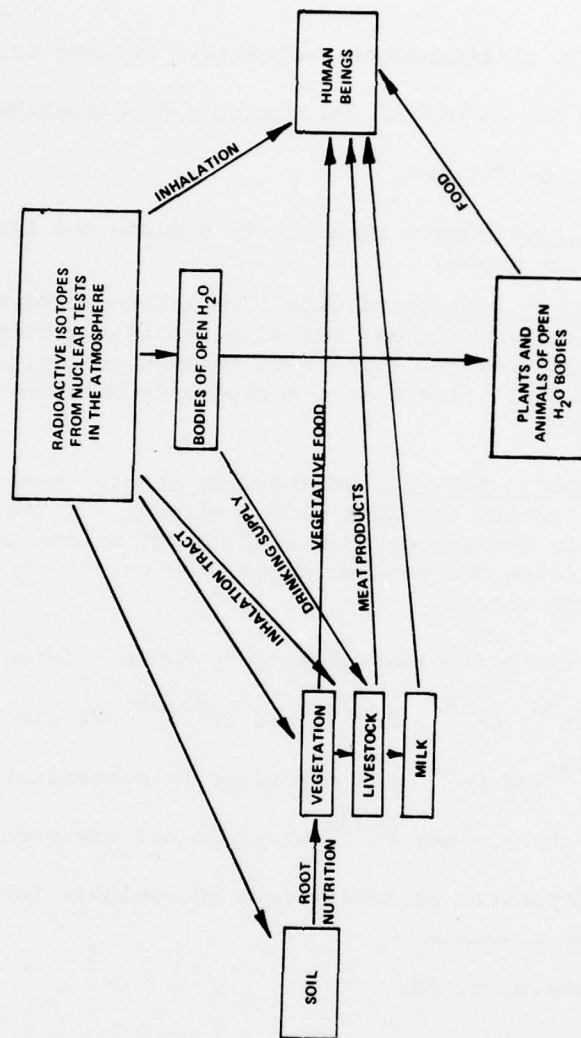 RADIOACTIVE ISOTOPES
FROM NUCLEAR TESTS
IN THE ATMOSPHERE
INHALATION
HUMAN
BEINGS
BODIES OF OPEN H2O
INHALATION TRACT
DRINKING SUPPLY
VEGETATIVE FOOD
MEAT PRODUCTS
FOOD
SOIL
ROOT
NUTRITION
VEGETATION
LIVESTOCK
MILK
PLANTS AND
ANIMALS OF OPEN
H2O BODIES